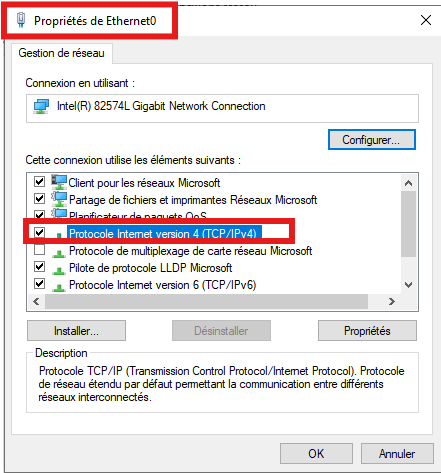 Propriétés de Ethernet0
Gestion de réseau
Connexion en utilisant :
Intel(R) 82574L Gigabit Network Connection
Configurer...
Cette connexion utilise les éléments suivants :
Client pour les réseaux Microsoft
Partage de fichiers et imprimantes Réseaux Microsoft
Planificateur de paquets QoS
Protocole Internet version 4 (TCP/IPv4)
Protocole de multiplexage de carte réseau Microsoft
Pilote de protocole LLDP Microsoft
Protocole Internet version 6 (TCP/IPv6)
Installer... Désinstaller Propriétés
Description
Protocole TCP/IP (Transmission Control Protocol/Internet Protocol). Protocole
de réseau étendu par défaut permettant la communication entre différents
réseaux interconnectés.
OK Annuler